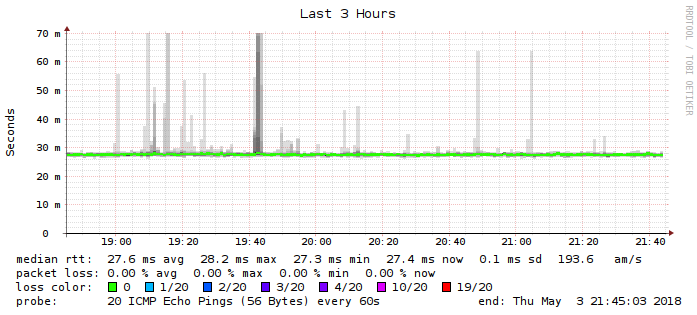 Last 3 Hours
RRDTOOL / TOBI OETIKER
Seconds
70 m
60 m
50 m
40 m
30 m
20 m
10 m
0
19:00 19:20 19:40 20:00 20:20 20:40 21:00 21:20 21:40
median rtt: 27.6 ms avg 28.2 ms max 27.3 ms min 27.4 ms now 0.1 ms sd 193.6 am/s
packet loss: 0.00 % avg 0.00 % max 0.00 % min 0.00 % now
loss color: 0 1/20 2/20 3/20 4/20 10/20 19/20
probe: 20 ICMP Echo Pings (56 Bytes) every 60s end: Thu May 3 21:45:03 2018